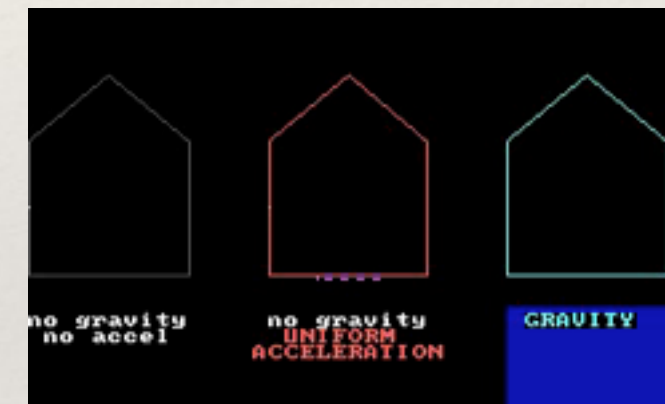 no gravity
no accel
no gravity
UNIFORM
ACCELERATION
GRAVITY